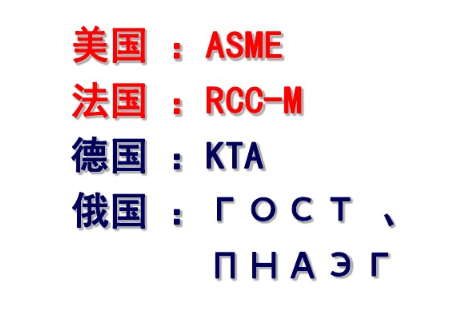 美国 ：ASME
法国 ：RCC-M
德国 ：KTA
俄国 ：ГОСТ 、
ПНАЭГ